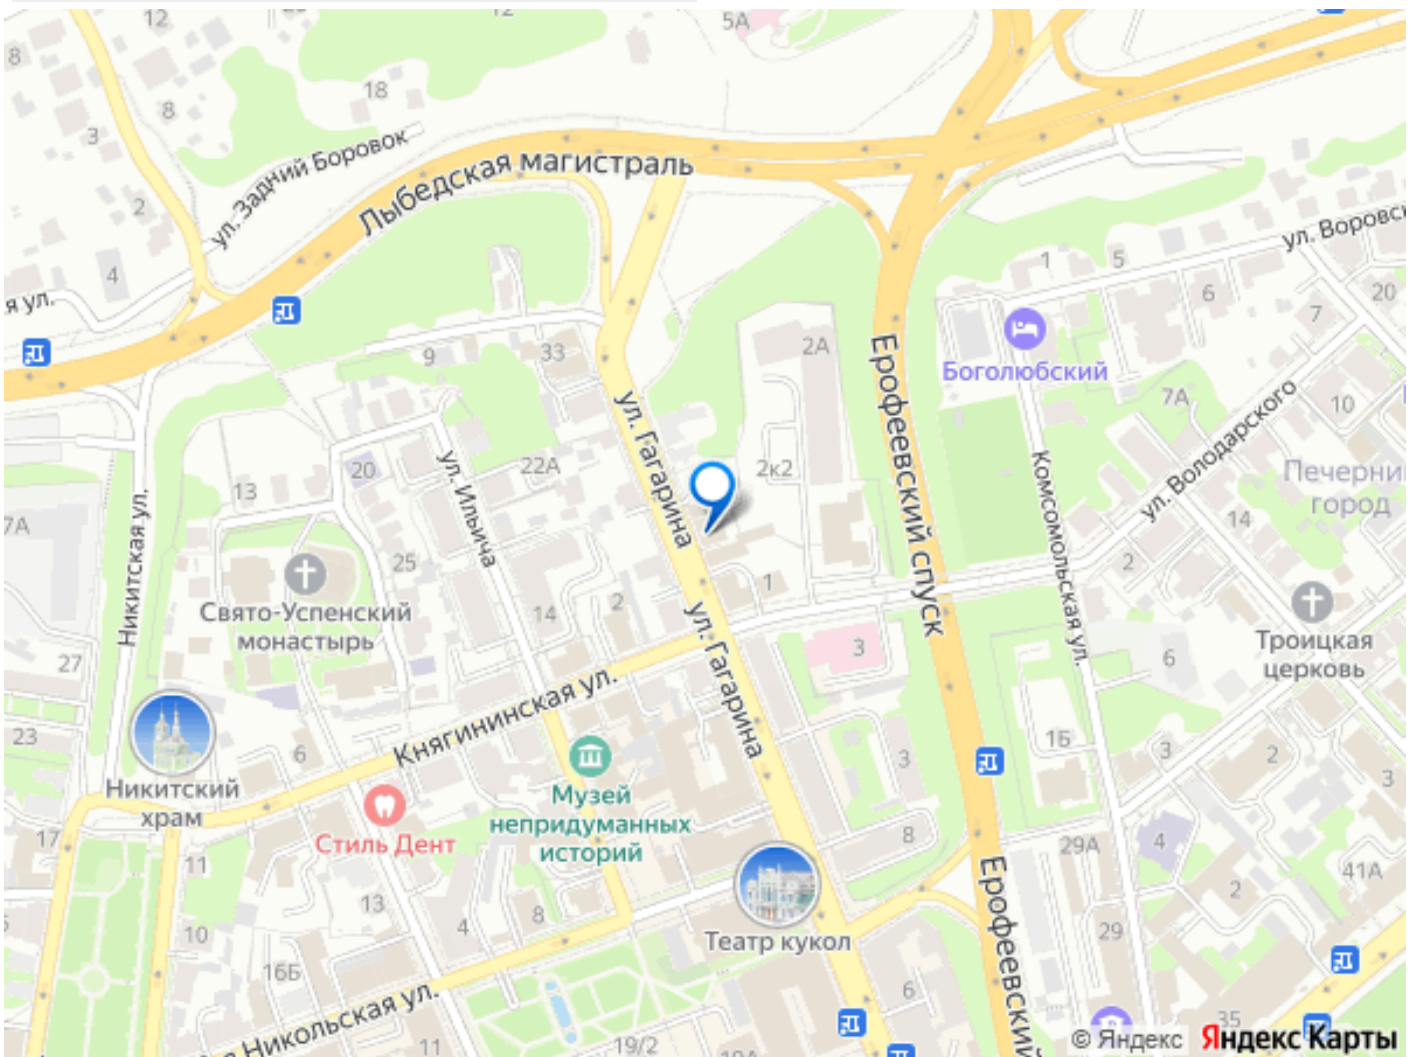 12
12
5А
8
18
8
3
ул. Задний Боровок
Лыбедская магистраль
2
4
я ул.
ул. Воровск
1
5
6
7
20
9
33
2А
Боголюбский
7А
10
ул. Гагарина
Ерофеевский спуск
ул. Володарского
Комсомольская ул.
20
22А
2к2
Печерни
город
13
ул. Ильича
14
7А
Никитская ул.
25
Свято-Успенский
монастырь
14
2
1
2
ул. Гагарина
3
6
Троицкая
церковь
27
Княгининская ул.
23
6
Никитский
храм
Музей
непридуманных
историй
3
1Б
3
2
3
Стиль Дент
17
11
8
29А
4
41А
Ерофеевский
2
13
8
4
10
Театр кукол
29
16Б
я Никольская ул.
6
11
19/2
35
© Яндекс
Яндекс Карты